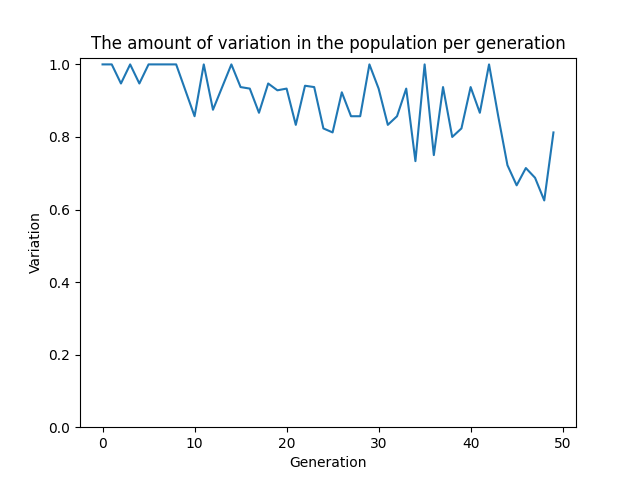 The amount of variation in the population per generation
1.0
0.8
0.6
0.4
0.2
0.0
Variation
0 10 20 30 40 50
Generation